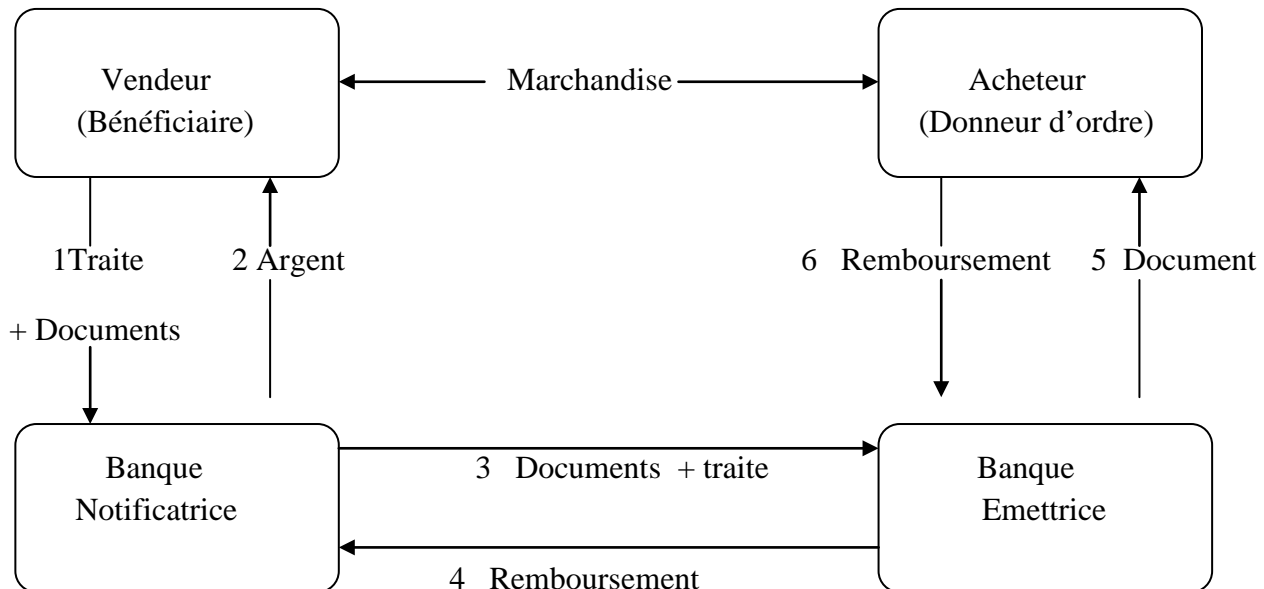 Vendeur
(Bénéficiaire)
Marchandise
Acheteur
(Donneur d’ordre)
1Traite
2 Argent
6 Remboursement
5 Document
+ Documents
Banque
Notificatrice
3 Documents + traite
Banque
Emettrice
4 Remboursement